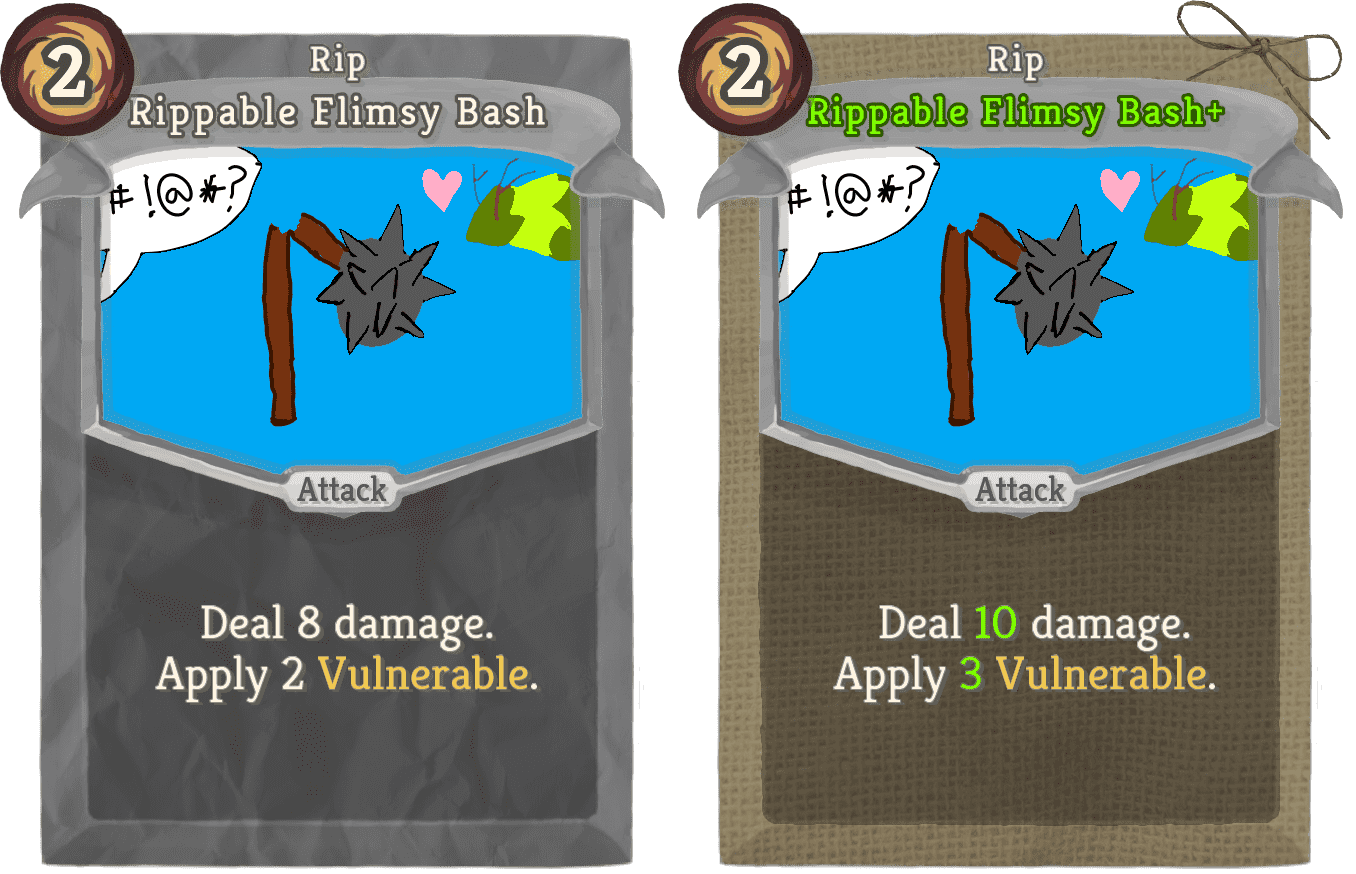 2
Rip
Rippable Flimsy Bash
#!@*?
Attack
Deal 8 damage.
Apply 2 Vulnerable.
2
Rip
Rippable Flimsy Bash+
#!@*?
Attack
Deal 10 damage.
Apply 3 Vulnerable.